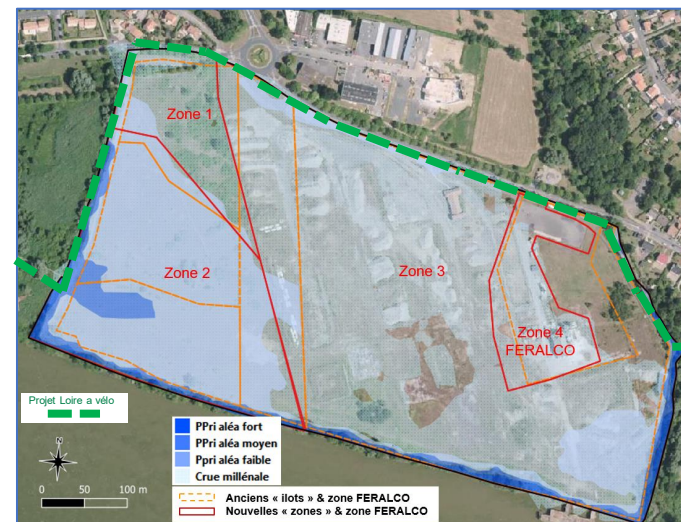 Zone 1
Zone 2
Zone 3
Zone 4
FERALCO
Projet Loire a vélo
N
0 50 100 m
PPri aléa fort
PPri aléa moyen
Ppri aléa faible
Crue millénale
Anciens « ilots » & zone FERALCO
Nouvelles « zones » & zone FERALCO